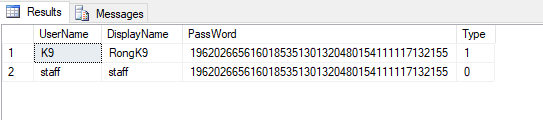 Results Messages
UserName DisplayName PassWord Type
1 K9 RongK9 1962026656160185351301320480154111117132155 1
2 staff staff 1962026656160185351301320480154111117132155 0